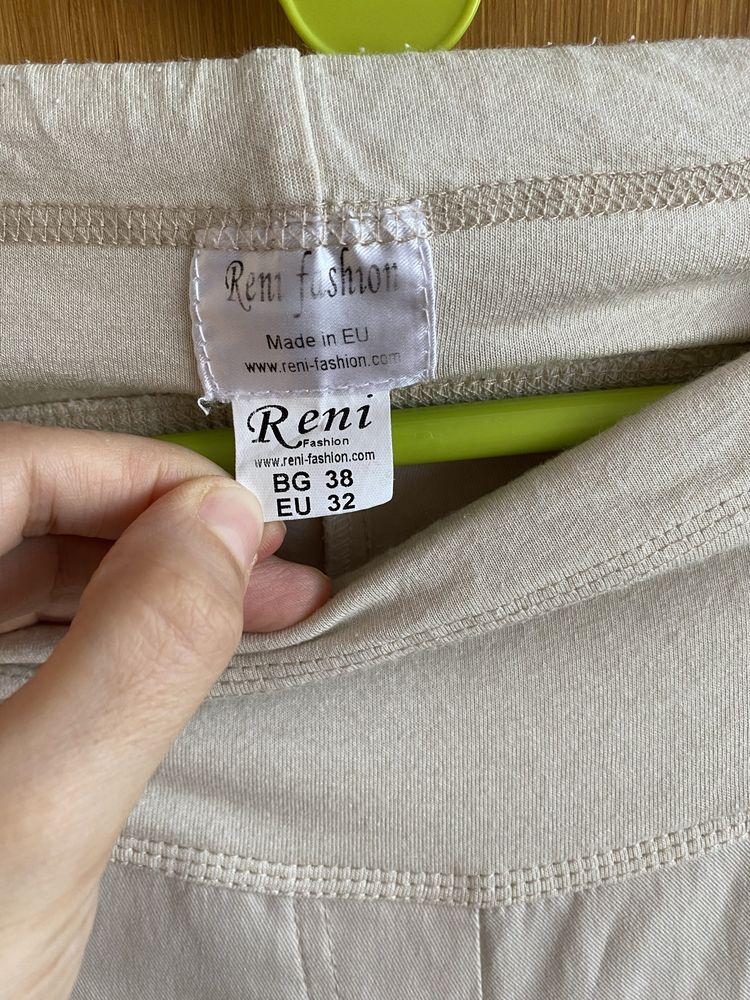 Reni fashion
Made in EU
www.reni-fashion.com
Reni
Fashion
www.reni-fashion.com
BG 38
EU 32